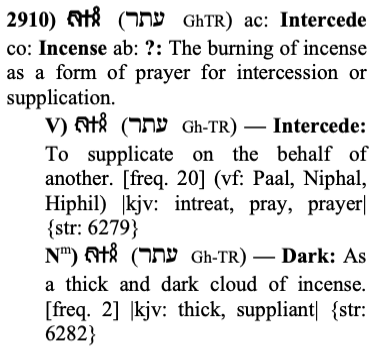 2910) (עתר GhTR) ac: Intercede
co: Incense ab: ?: The burning of incense
as a form of prayer for intercession or
supplication.
V) (עתר Gh-TR) — Intercede:
To supplicate on the behalf of
another. [freq. 20] (vf: Paal, Niphal,
Hiphil) |kjv: intreat, pray, prayer|
{str: 6279}
Nᵐ) (עתר Gh-TR) — Dark: As
a thick and dark cloud of incense.
[freq. 2] |kjv: thick, suppliant| {str:
6282}